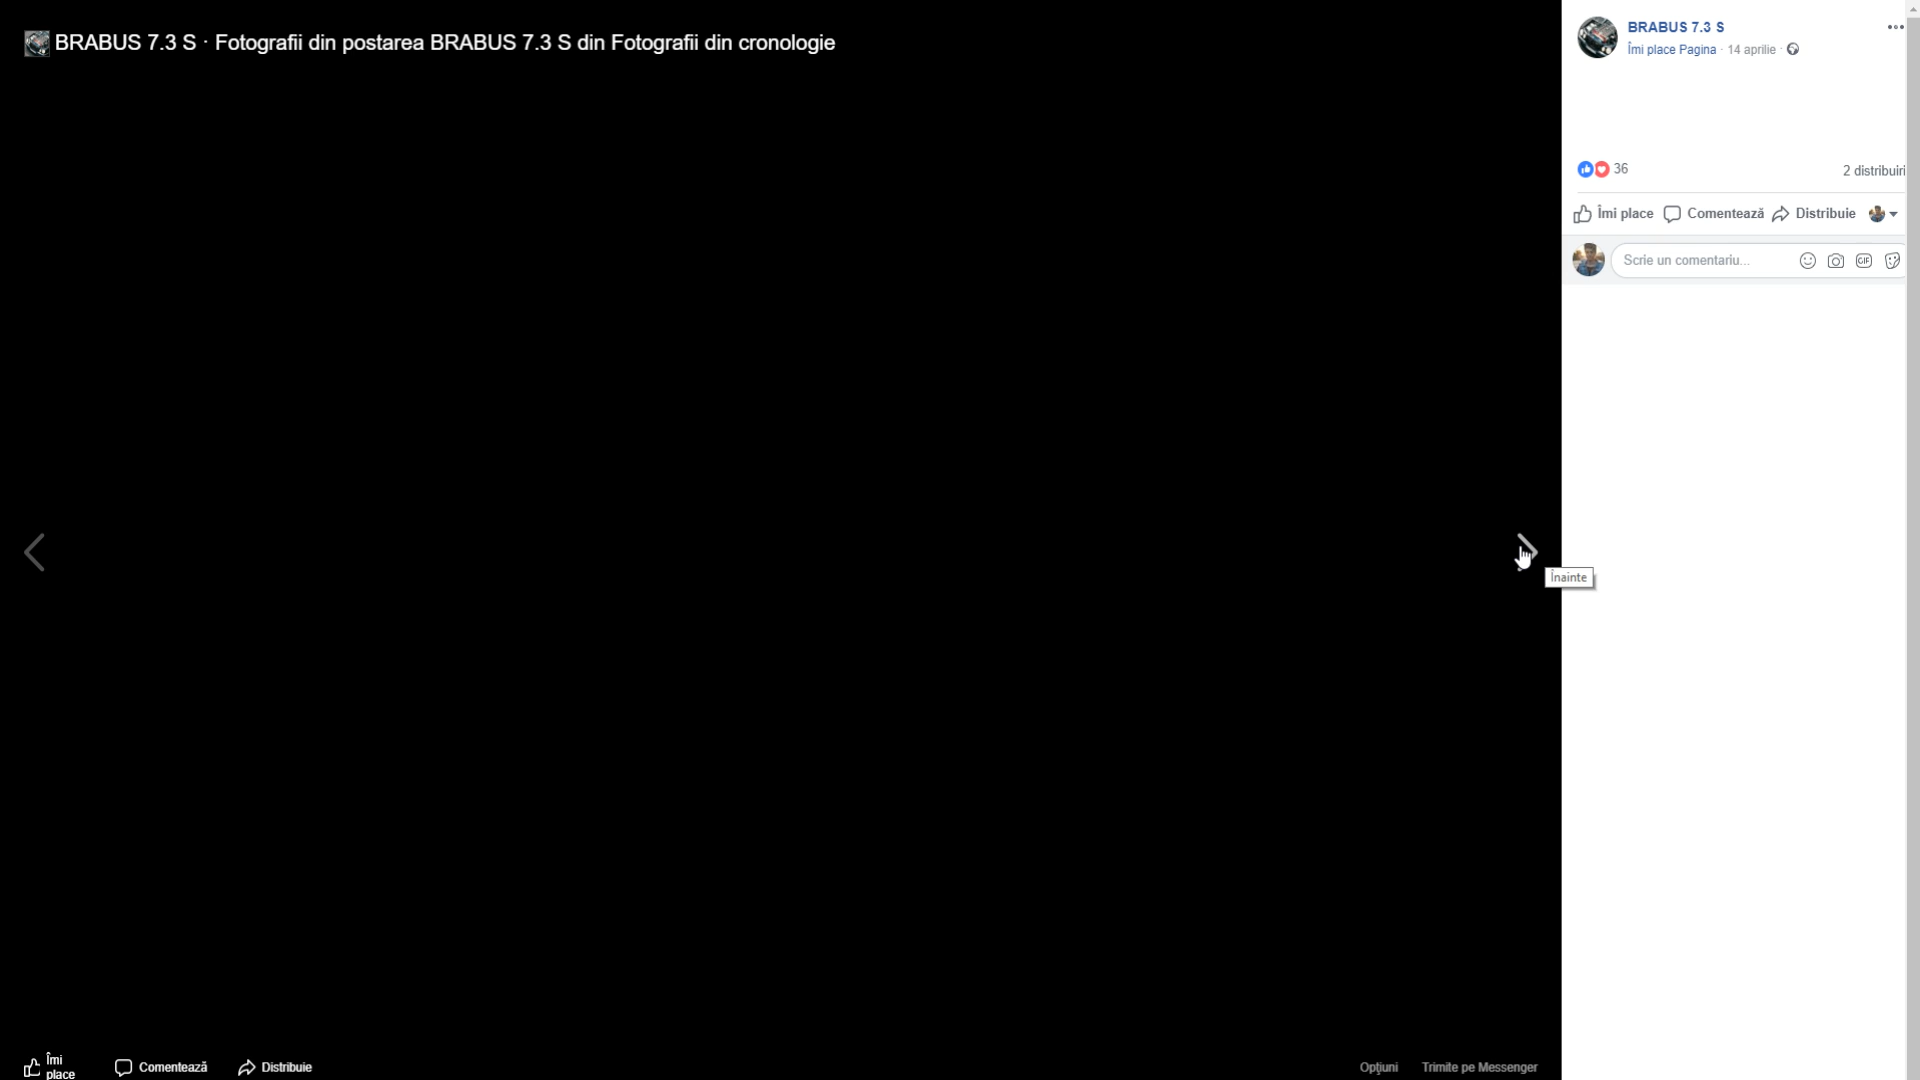 BRABUS 7.3 S · Fotografii din postarea BRABUS 7.3 S din Fotografii din cronologie
BRABUS 7.3 S
Îmi place Pagina · 14 aprilie ·
36
2 distribuiri
Îmi place Comentează Distribuie
Scrie un comentariu...
GIF
Înainte
Îmi
place
Comentează Distribuie
Opţiuni Trimite pe Messenger